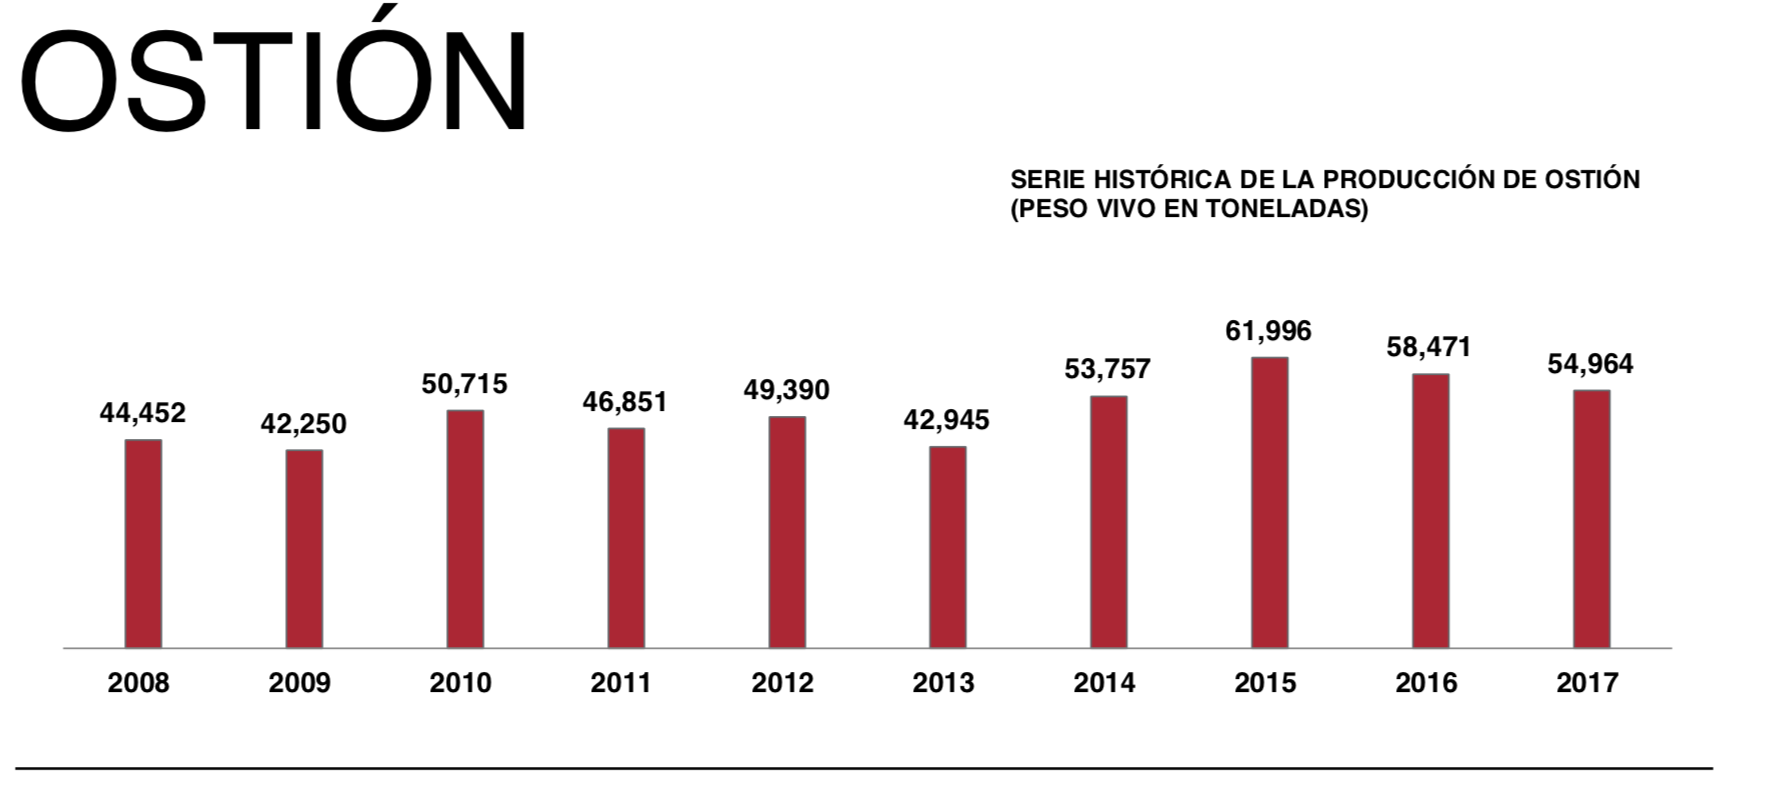 OSTIÓN
SERIE HISTÓRICA DE LA PRODUCCIÓN DE OSTIÓN
(PESO VIVO EN TONELADAS)
44,452 42,250 50,715 46,851 49,390 42,945 53,757 61,996 58,471 54,964
2008 2009 2010 2011 2012 2013 2014 2015 2016 2017